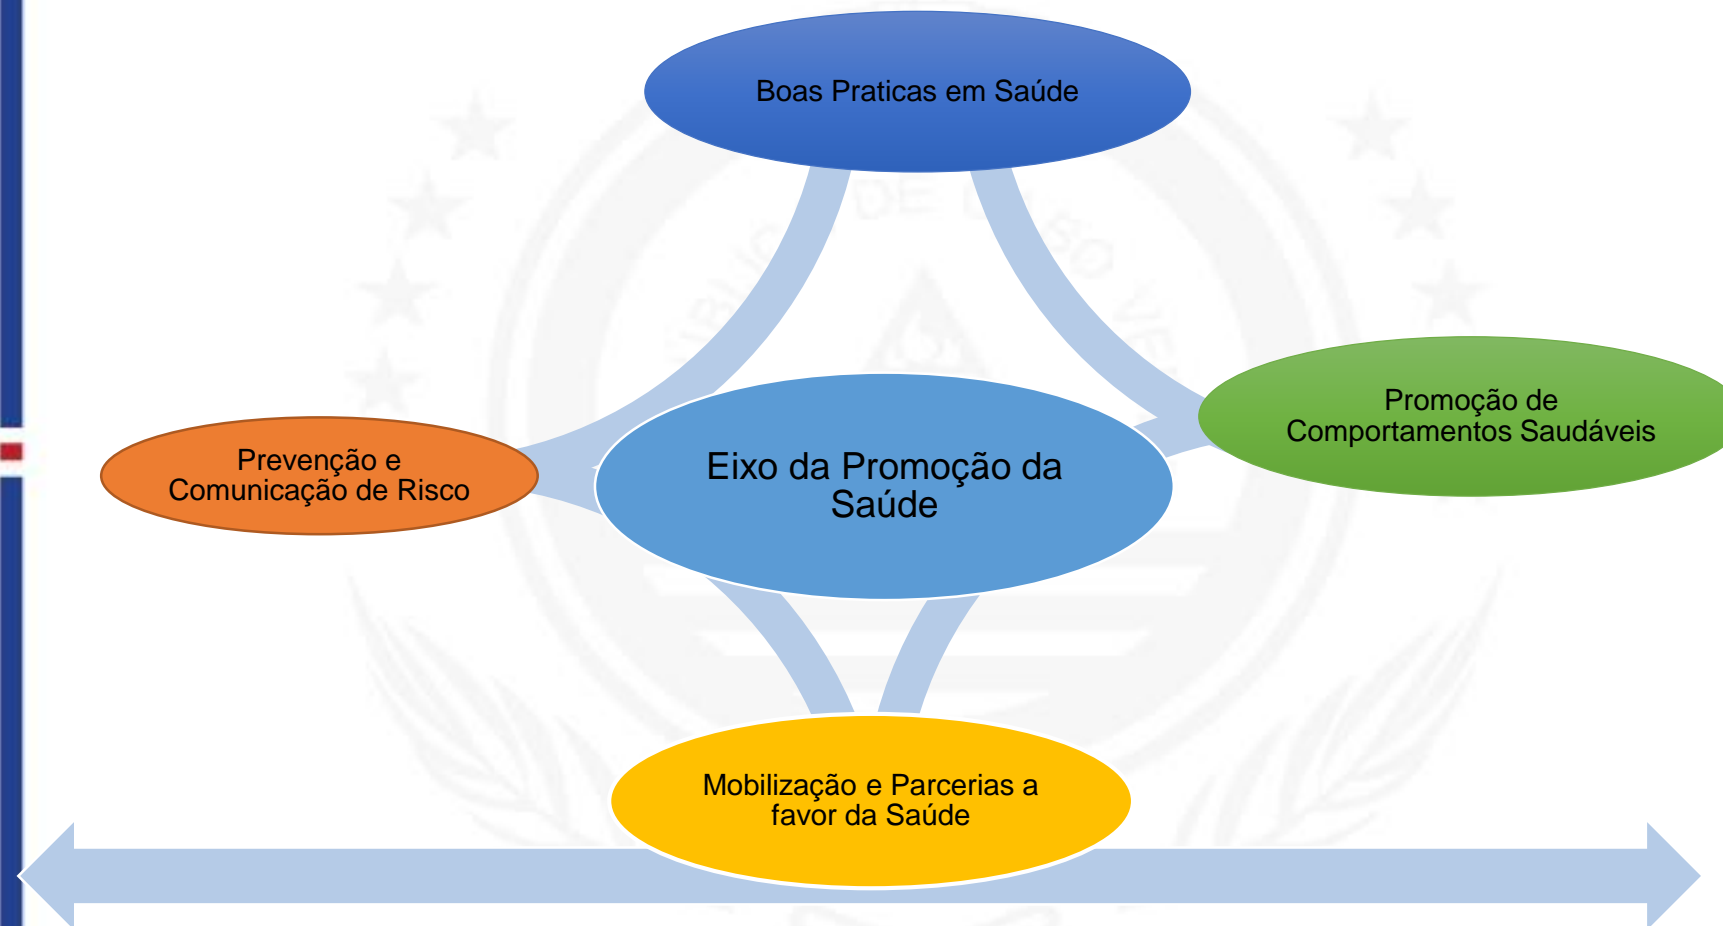 Boas Praticas em Saúde
Promoção de
Comportamentos Saudáveis
Prevenção e
Comunicação de Risco
Eixo da Promoção da
Saúde
Mobilização e Parcerias a
favor da Saúde